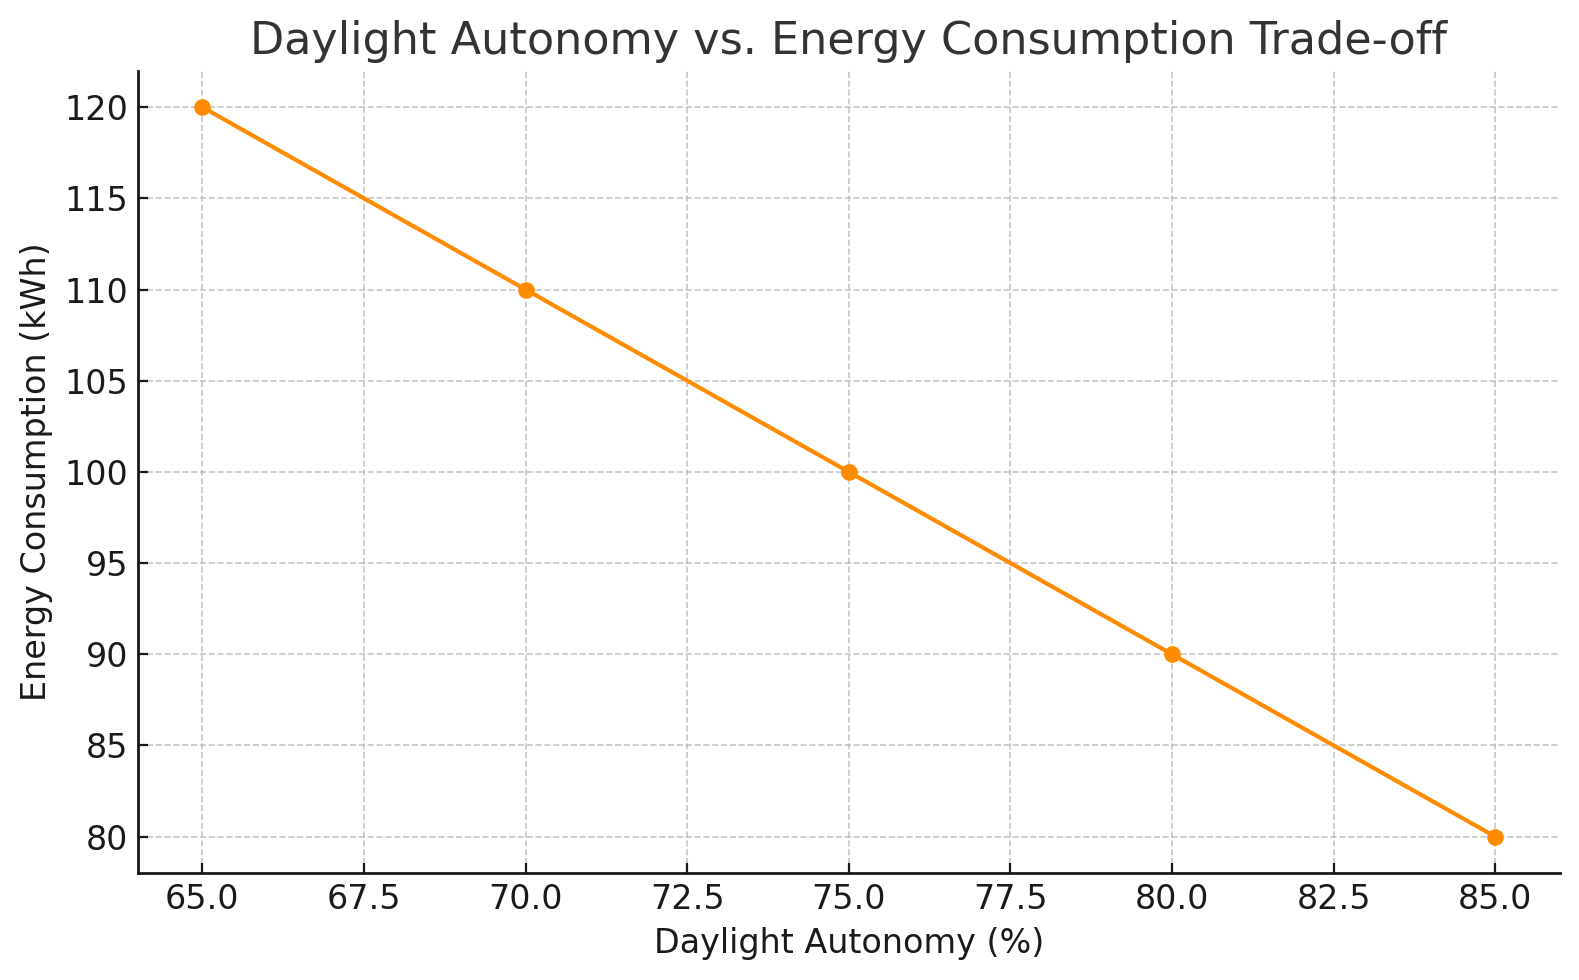 Daylight Autonomy vs. Energy Consumption Trade-off
Energy Consumption (kWh)
120
115
110
105
100
95
90
85
80
65.0 67.5 70.0 72.5 75.0 77.5 80.0 82.5 85.0
Daylight Autonomy (%)